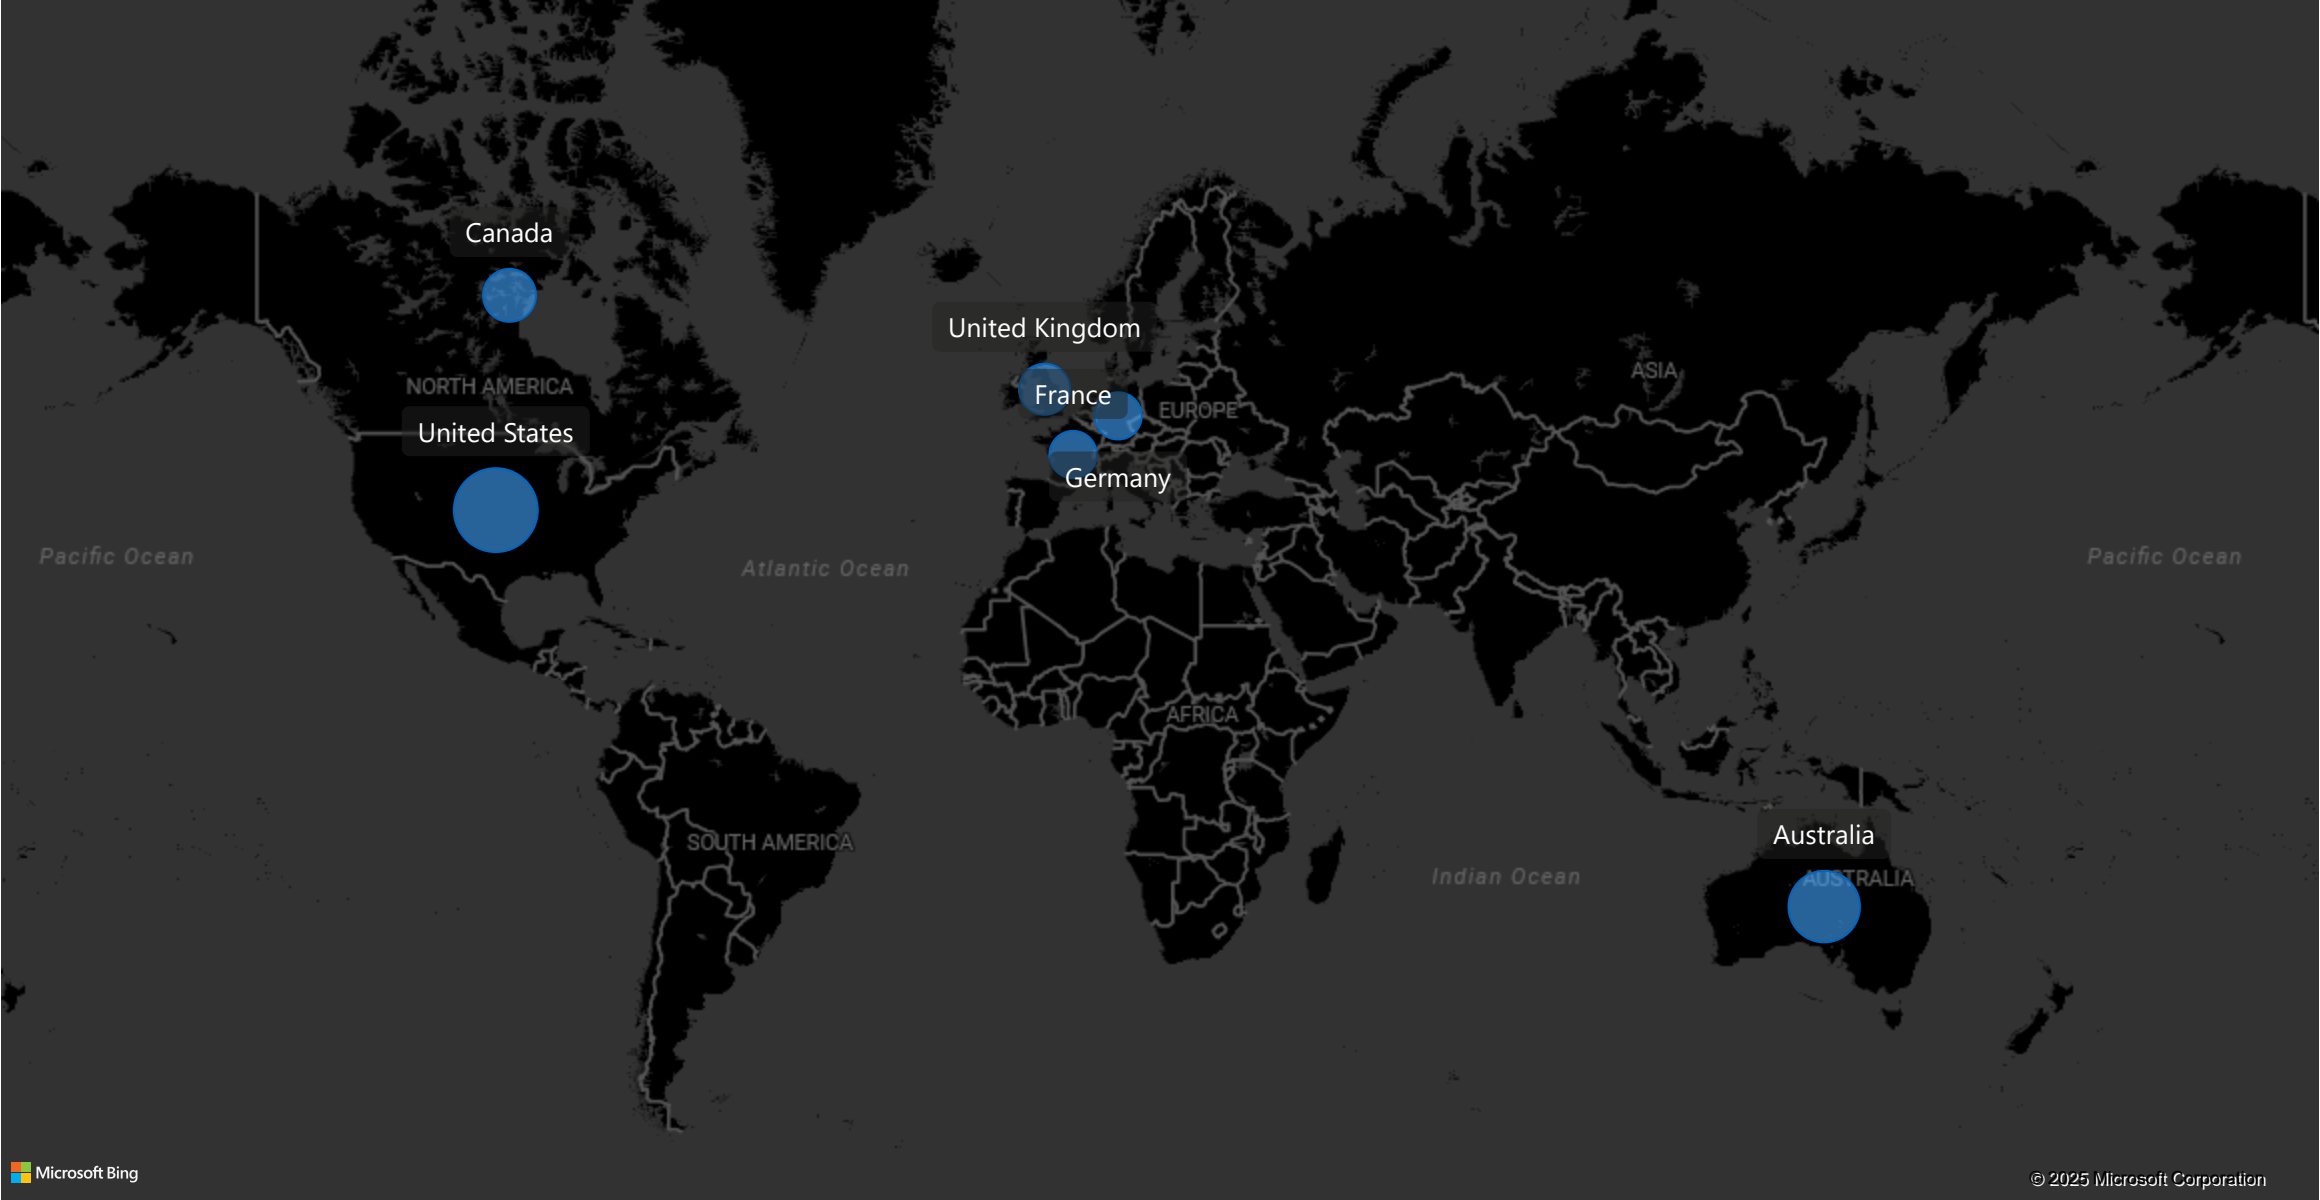 Canada
United Kingdom
ASIA
NORTH AMERICA
France
EUROPE
United States
Germany
Pacific Ocean
Atlantic Ocean
Pacific Ocean
AFRICA
SOUTH AMERICA
Australia
Indian Ocean
AUSTRALIA
Microsoft Bing
© 2025 Microsoft Corporation